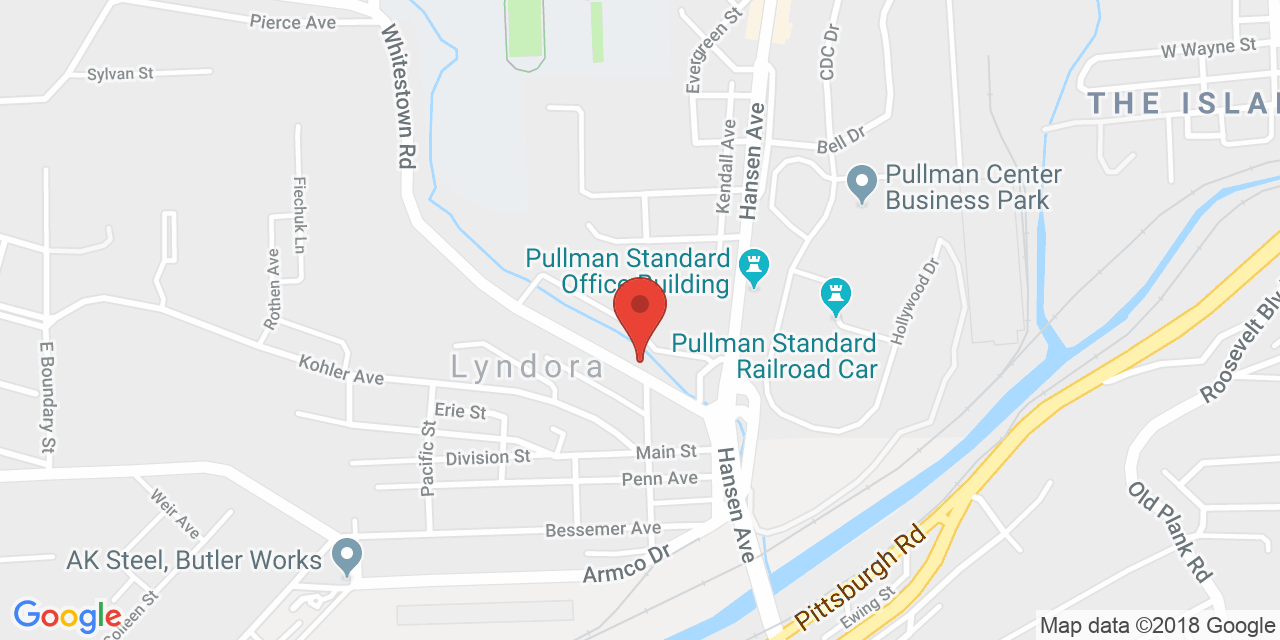 Pierce Ave
Sylvan St
Whitestown Rd
Evergreen St
CDC Dr
W Wayne St
THE ISLA
Hansen Ave
Kendall Ave
Bell Dr
Pullman Center
Business Park
Fiechuk Ln
Rothen Ave
Pullman Standard
Office Building
Hollywood Dr
Pullman Standard
Railroad Car
Roosevelt Blv
E Boundary St
Kohler Ave
Lyndora
Erie St
Pacific St
Division St
Main St
Penn Ave
Hansen Ave
Old Plank Rd
Weir Ave
Bessemer Ave
AK Steel, Butler Works
Armco Dr
Pittsburgh Rd
Ewing St
Colleen St
Google
Map data ©2018 Google